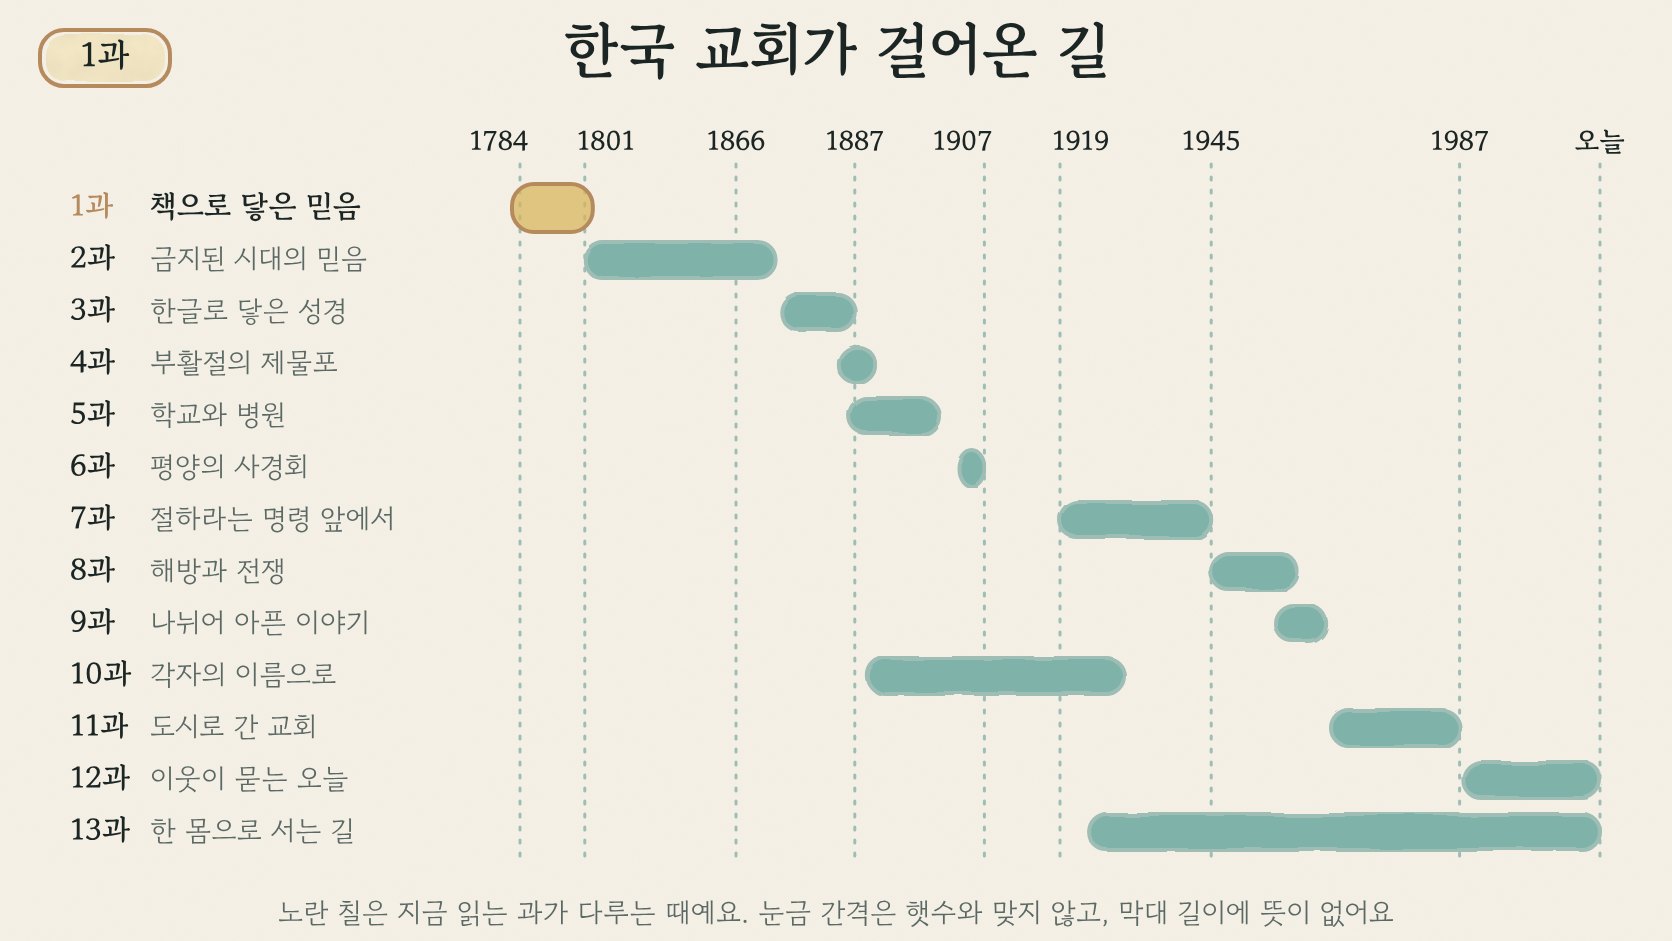 1과
한국 교회가 걸어온 길
1784 1801 1866 1887 1907 1919 1945 1987 오늘
1과 책으로 닿은 믿음
2과 금지된 시대의 믿음
3과 한글로 닿은 성경
4과 부활절의 제물포
5과 학교와 병원
6과 평양의 사경회
7과 절하라는 명령 앞에서
8과 해방과 전쟁
9과 나뉘어 아픈 이야기
10과 각자의 이름으로
11과 도시로 간 교회
12과 이웃이 묻는 오늘
13과 한 몸으로 서는 길
노란 칠은 지금 읽는 과가 다루는 때예요. 눈금 간격은 햇수와 맞지 않고, 막대 길이에 뜻이 없어요